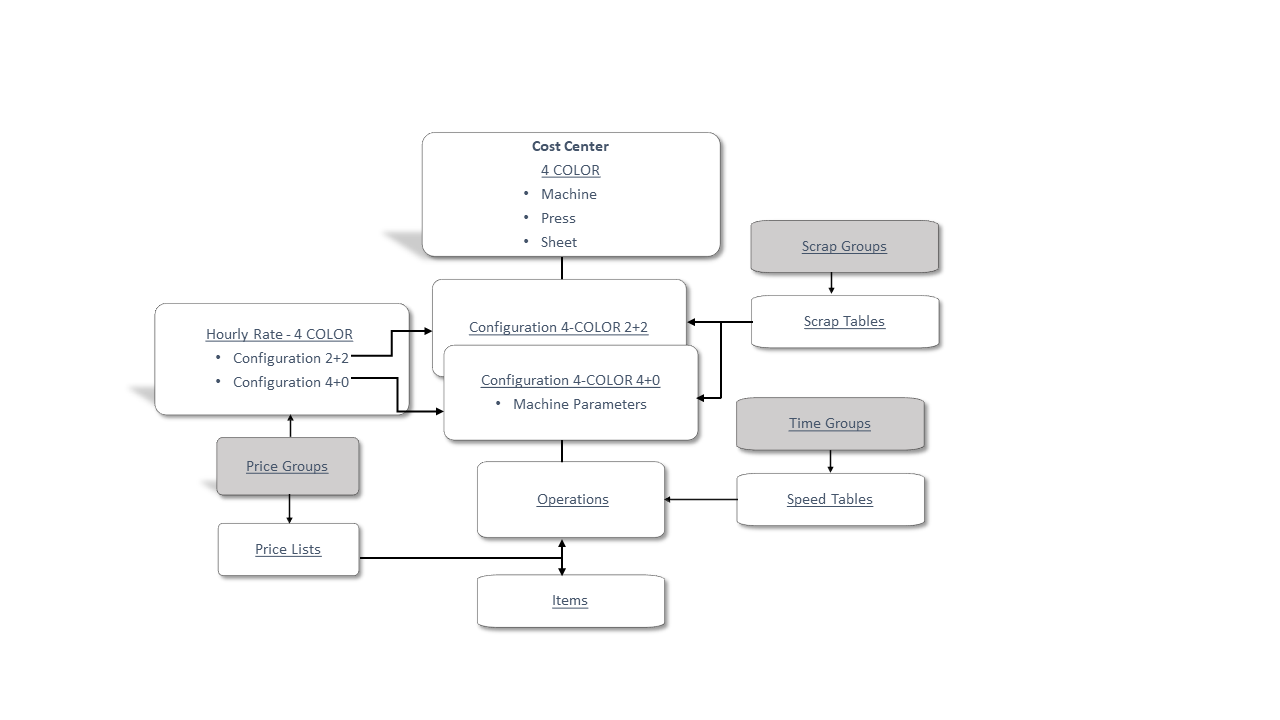 Cost Center
4 COLOR
• Machine
• Press
• Sheet
Scrap Groups
Scrap Tables
Hourly Rate - 4 COLOR
• Configuration 2+2
• Configuration 4+0
Configuration 4-COLOR 2+2
Configuration 4-COLOR 4+0
• Machine Parameters
Time Groups
Price Groups
Operations
Speed Tables
Price Lists
Items